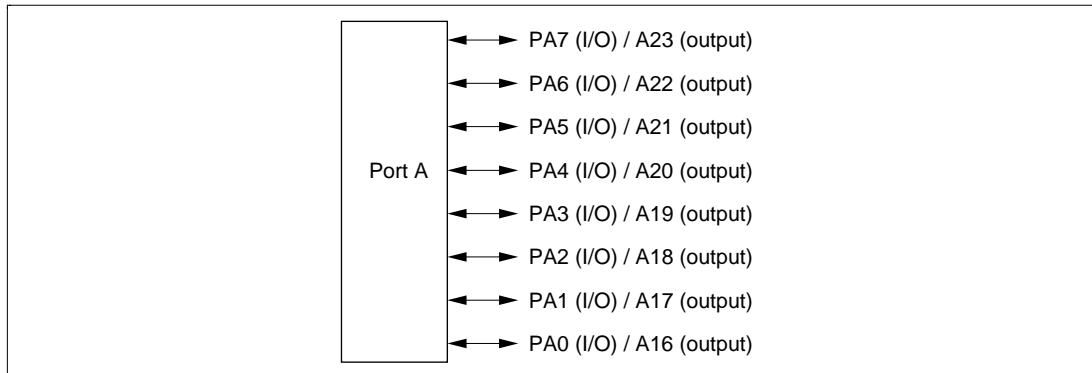 PA7 (I/O) / A23 (output)
PA6 (I/O) / A22 (output)
PA5 (I/O) / A21 (output)
Port A
PA4 (I/O) / A20 (output)
PA3 (I/O) / A19 (output)
PA2 (I/O) / A18 (output)
PA1 (I/O) / A17 (output)
PA0 (I/O) / A16 (output)